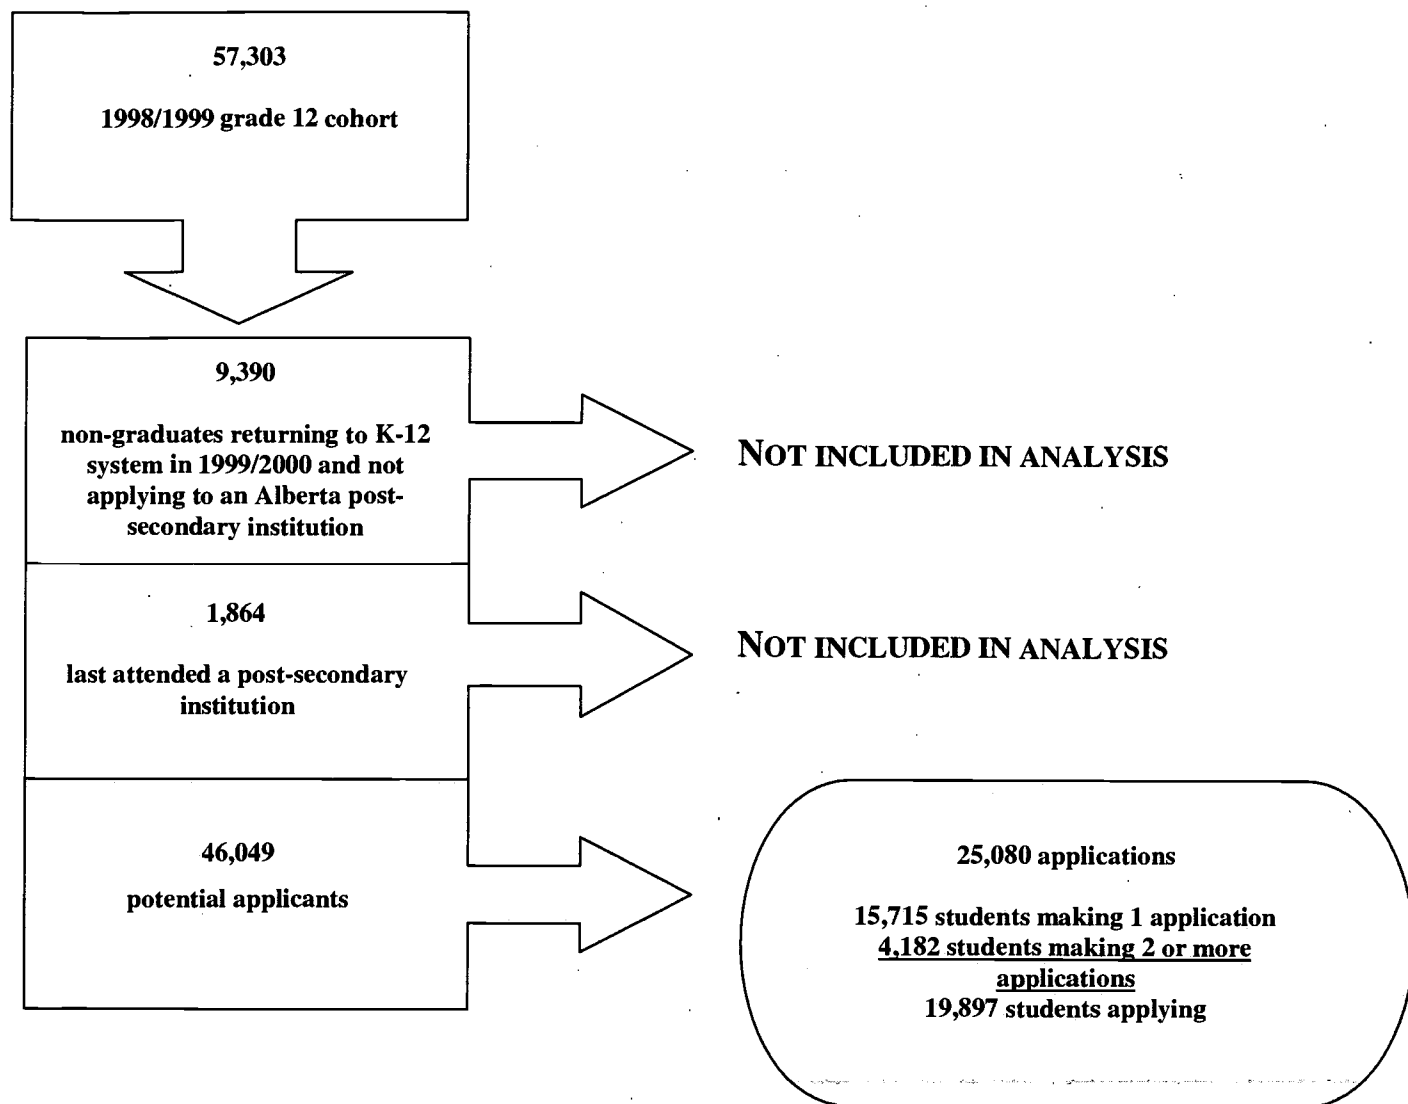 57,303
1998/1999 grade 12 cohort
9,390
non-graduates returning to K-12
system in 1999/2000 and not
applying to an Alberta post-
secondary institution
NOT INCLUDED IN ANALYSIS
1,864
last attended a post-secondary
institution
NOT INCLUDED IN ANALYSIS
46,049
potential applicants
25,080 applications
15,715 students making 1 application
4,182 students making 2 or more
applications
19,897 students applying